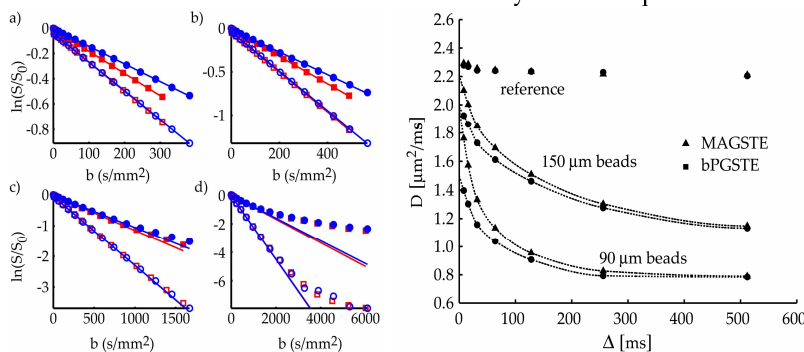 a)
ln(S/S0)
0
-0.2
-0.4
-0.6
-0.8
0 100 200 300
b (s/mm2)
b)
0
-0.5
-1
0 200 400
b (s/mm2)
c)
ln(S/S0)
0
-1
-2
-3
0 500 1000 1500
b (s/mm2)
d)
0
-2
-4
-6
0 2000 4000 6000
b (s/mm2)
D [μm2/ms]
2.6
2.4
2.2
2.0
1.8
1.6
1.4
1.2
1.0
0.8
0.6
reference
MAGSTE
bPGSTE
150 μm beads
90 μm beads
0 100 200 300 400 500 600
Δ [ms]